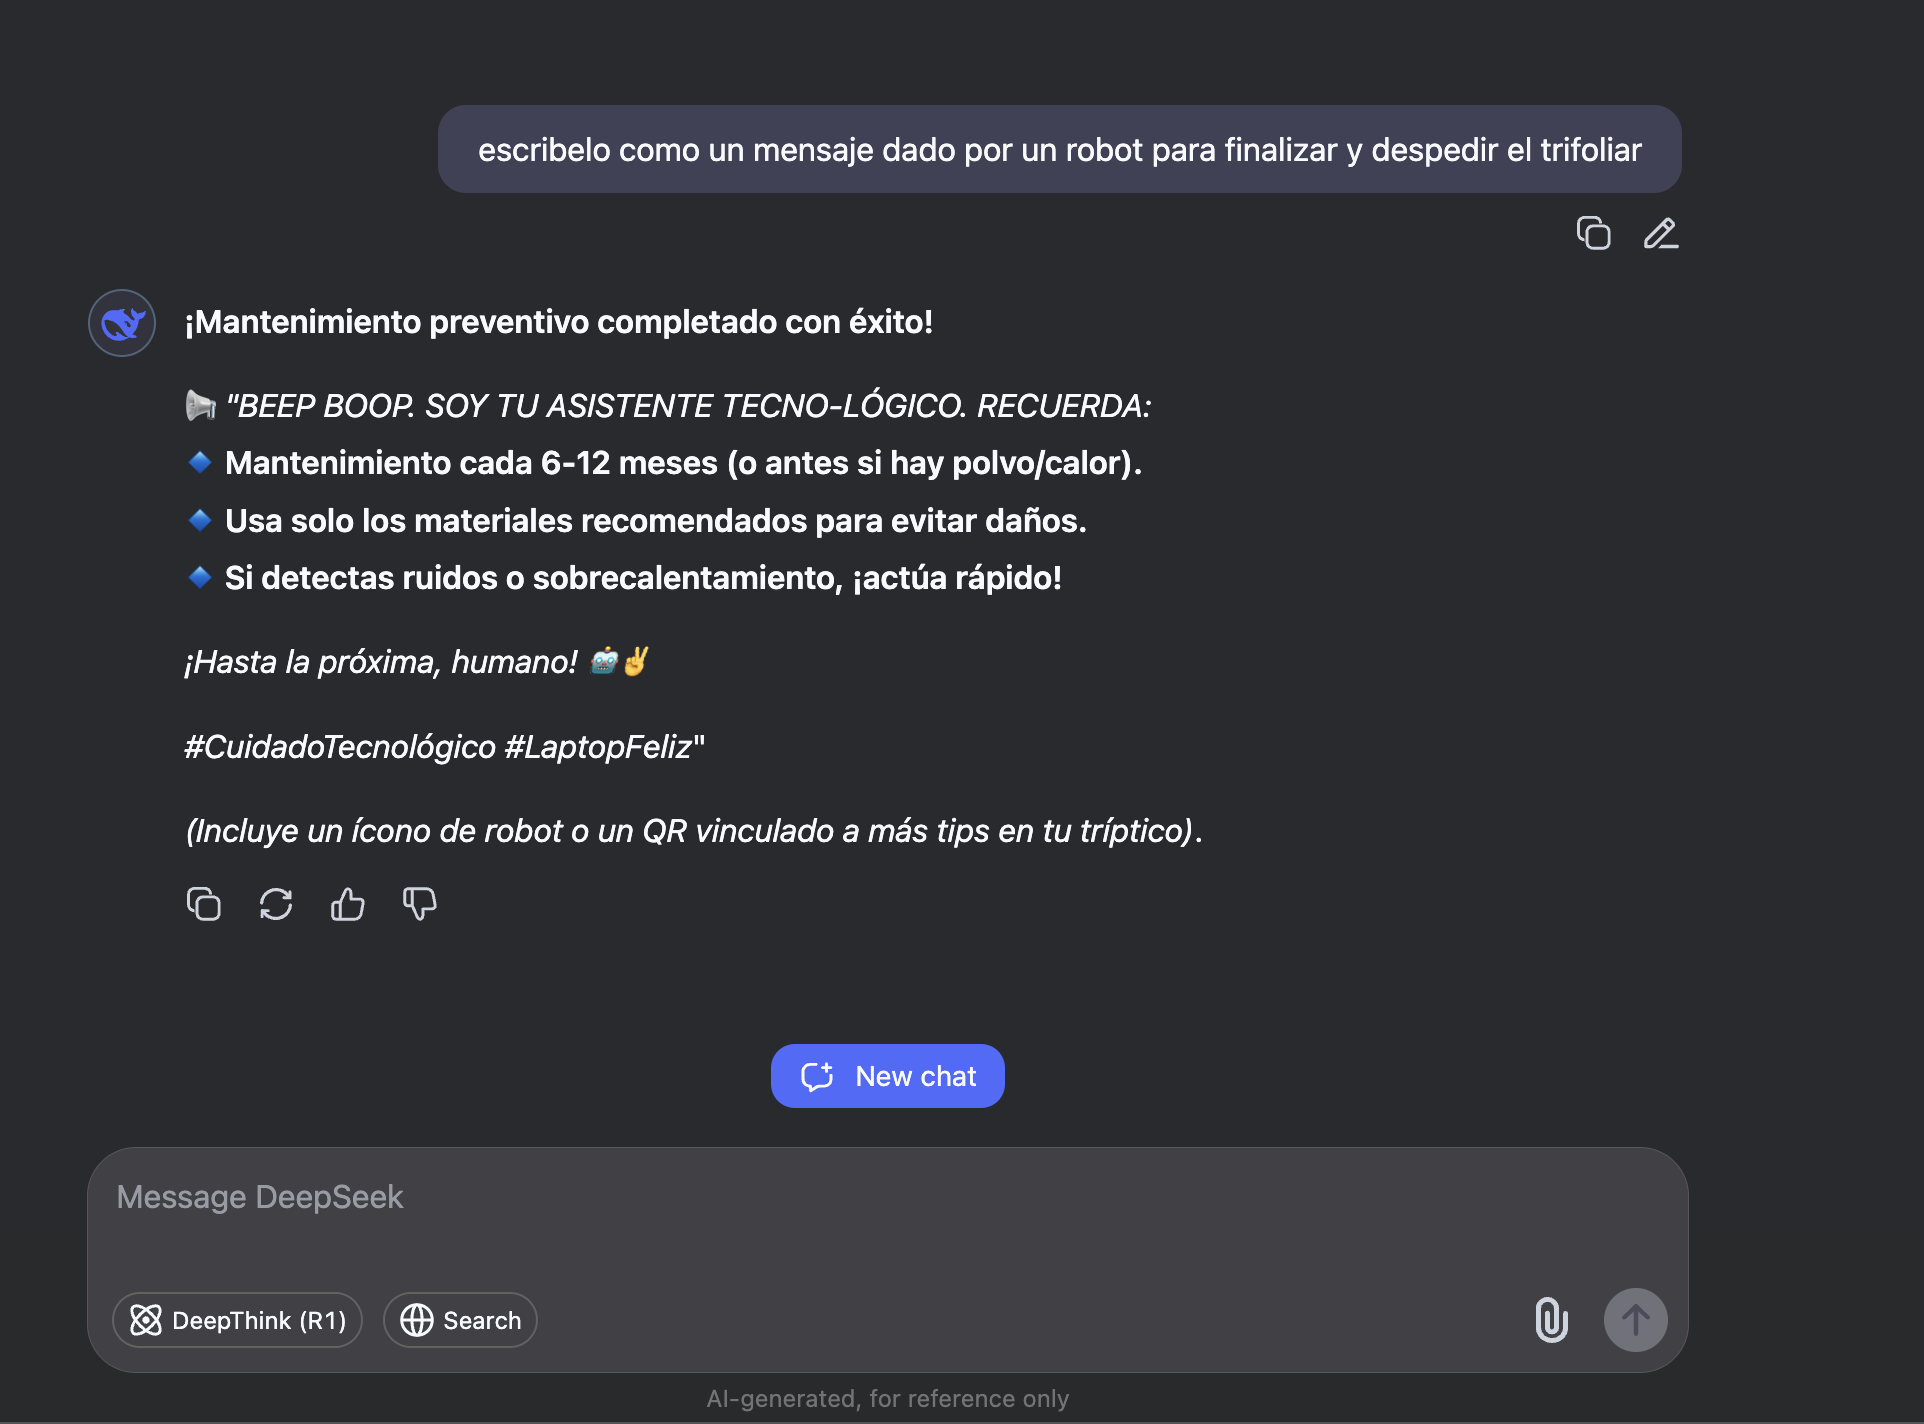 escribelo como un mensaje dado por un robot para finalizar y despedir el trifoliar
¡Mantenimiento preventivo completado con éxito!
📢 "BEEP BOOP. SOY TU ASISTENTE TECNO-LÓGICO. RECUERDA:
🔹 Mantenimiento cada 6-12 meses (o antes si hay polvo/calor).
🔹 Usa solo los materiales recomendados para evitar daños.
🔹 Si detectas ruidos o sobrecalentamiento, ¡actúa rápido!
¡Hasta la próxima, humano! 🤖✌️
#CuidadoTecnológico #LaptopFeliz"
(Incluye un ícono de robot o un QR vinculado a más tips en tu tríptico).
New chat
Message DeepSeek
DeepThink (R1)
Search
AI-generated, for reference only